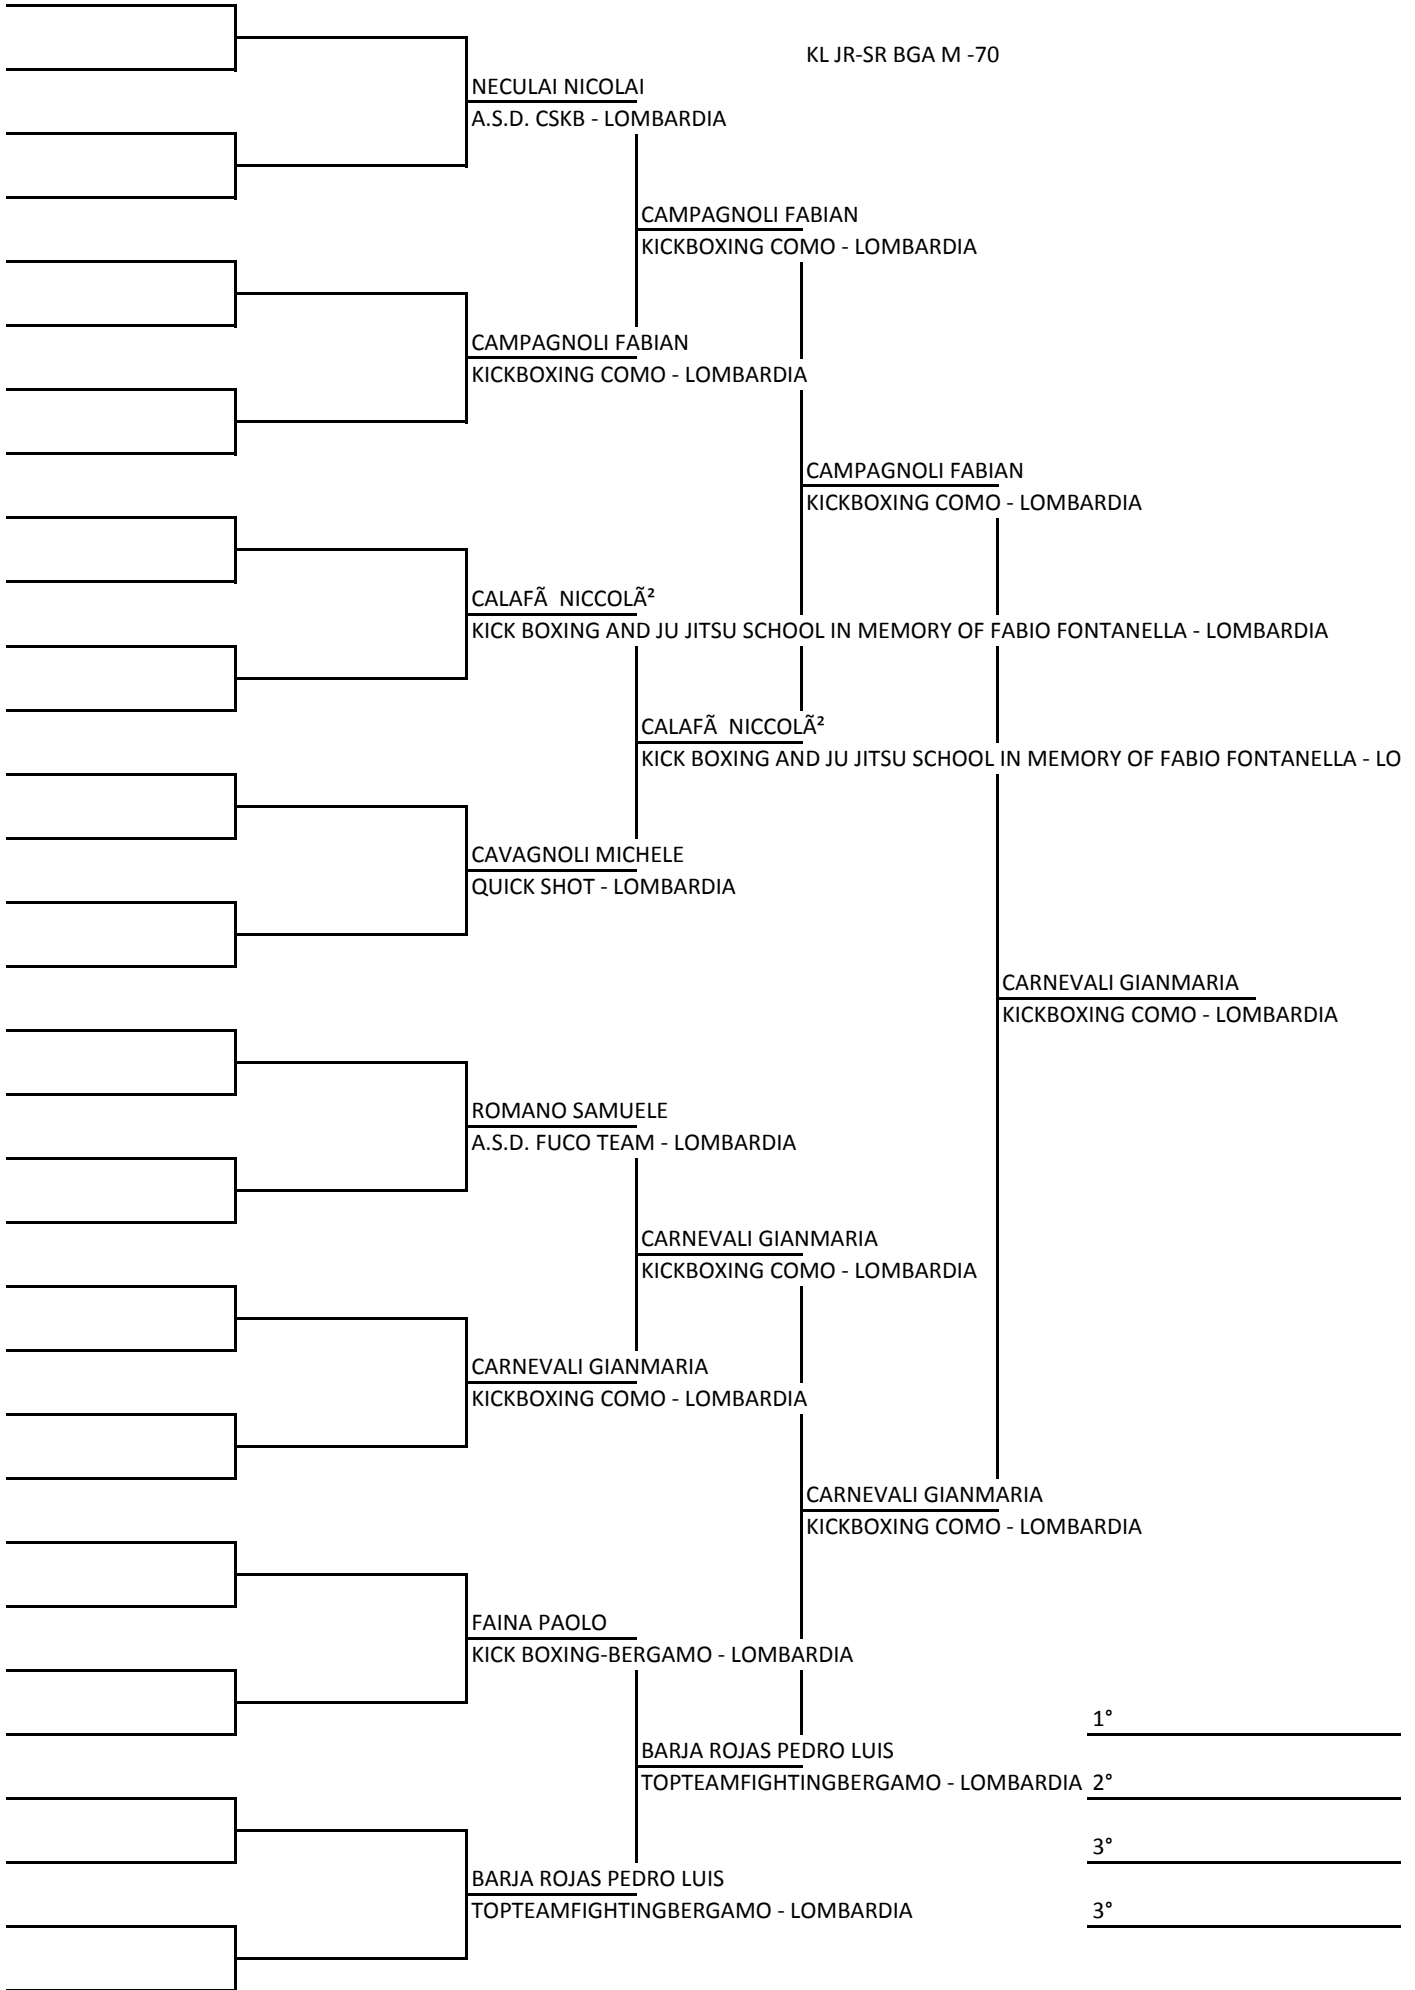 KL JR-SR BGA M -70
NECULAI NICOLAI
A.S.D. CSKB - LOMBARDIA
CAMPAGNOLI FABIAN
KICKBOXING COMO - LOMBARDIA
CAMPAGNOLI FABIAN
KICKBOXING COMO - LOMBARDIA
CAMPAGNOLI FABIAN
KICKBOXING COMO - LOMBARDIA
CALAFÃ  NICCOLÃ²
KICK BOXING AND JU JITSU SCHOOL IN MEMORY OF FABIO FONTANELLA - LOMBARDIA
CALAFÃ  NICCOLÃ²
KICK BOXING AND JU JITSU SCHOOL IN MEMORY OF FABIO FONTANELLA - LO
CAVAGNOLI MICHELE
QUICK SHOT - LOMBARDIA
CARNEVALI GIANMARIA
KICKBOXING COMO - LOMBARDIA
ROMANO SAMUELE
A.S.D. FUCO TEAM - LOMBARDIA
CARNEVALI GIANMARIA
KICKBOXING COMO - LOMBARDIA
CARNEVALI GIANMARIA
KICKBOXING COMO - LOMBARDIA
CARNEVALI GIANMARIA
KICKBOXING COMO - LOMBARDIA
FAINA PAOLO
KICK BOXING-BERGAMO - LOMBARDIA
1°
BARJA ROJAS PEDRO LUIS
TOPTEAMFIGHTINGBERGAMO - LOMBARDIA 2°
3°
BARJA ROJAS PEDRO LUIS
TOPTEAMFIGHTINGBERGAMO - LOMBARDIA
3°